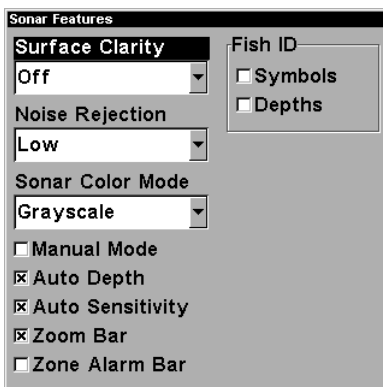 Sonar Features
Surface Clarity
Off
Noise Rejection
Low
Sonar Color Mode
Grayscale
Manual Mode
Auto Depth
Auto Sensitivity
Zoom Bar
Zone Alarm Bar
Fish ID
Symbols
Depths